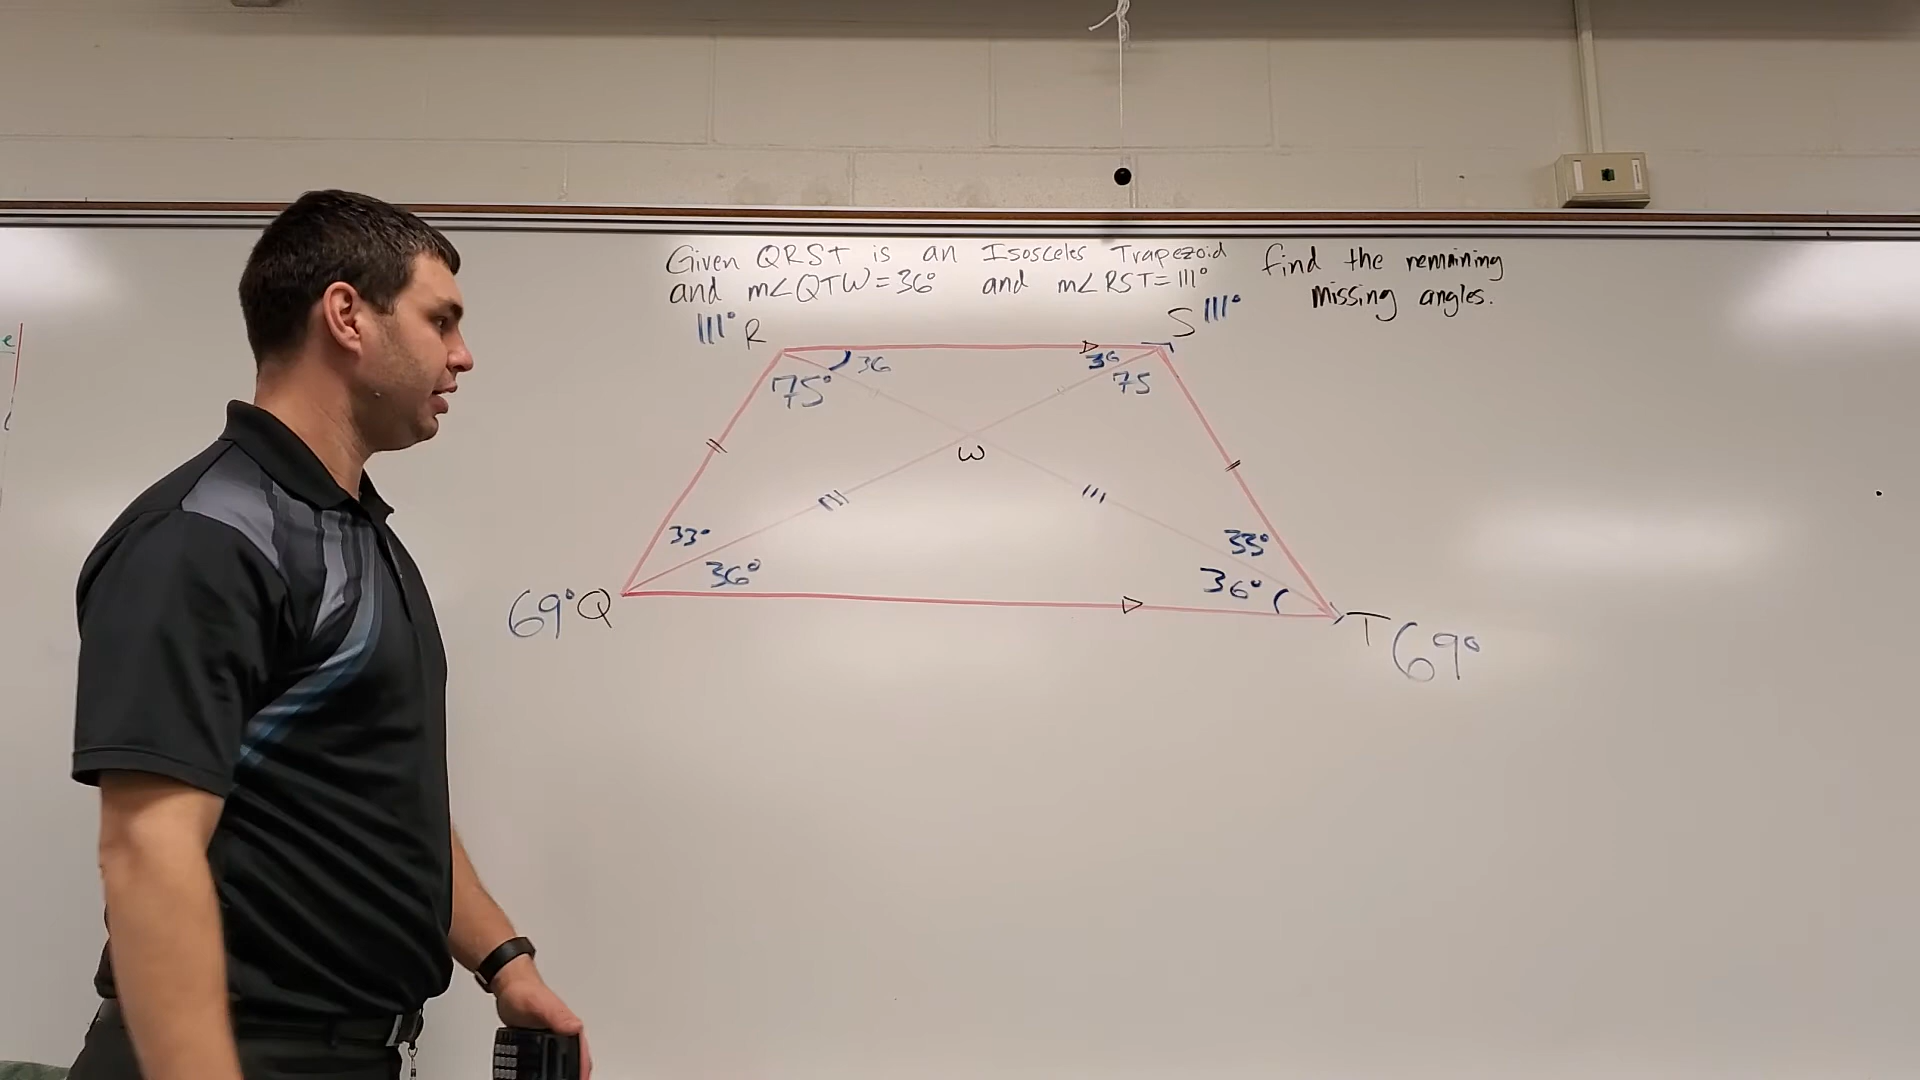 Given QRST is an Isosceles Trapezoid find the remaining
and m∠QTW=36° and m∠RST=111° missing angles.
111° R S 111°
36 36
75° 75
W
33° 33°
36° 36°
69° Q T 69°
e